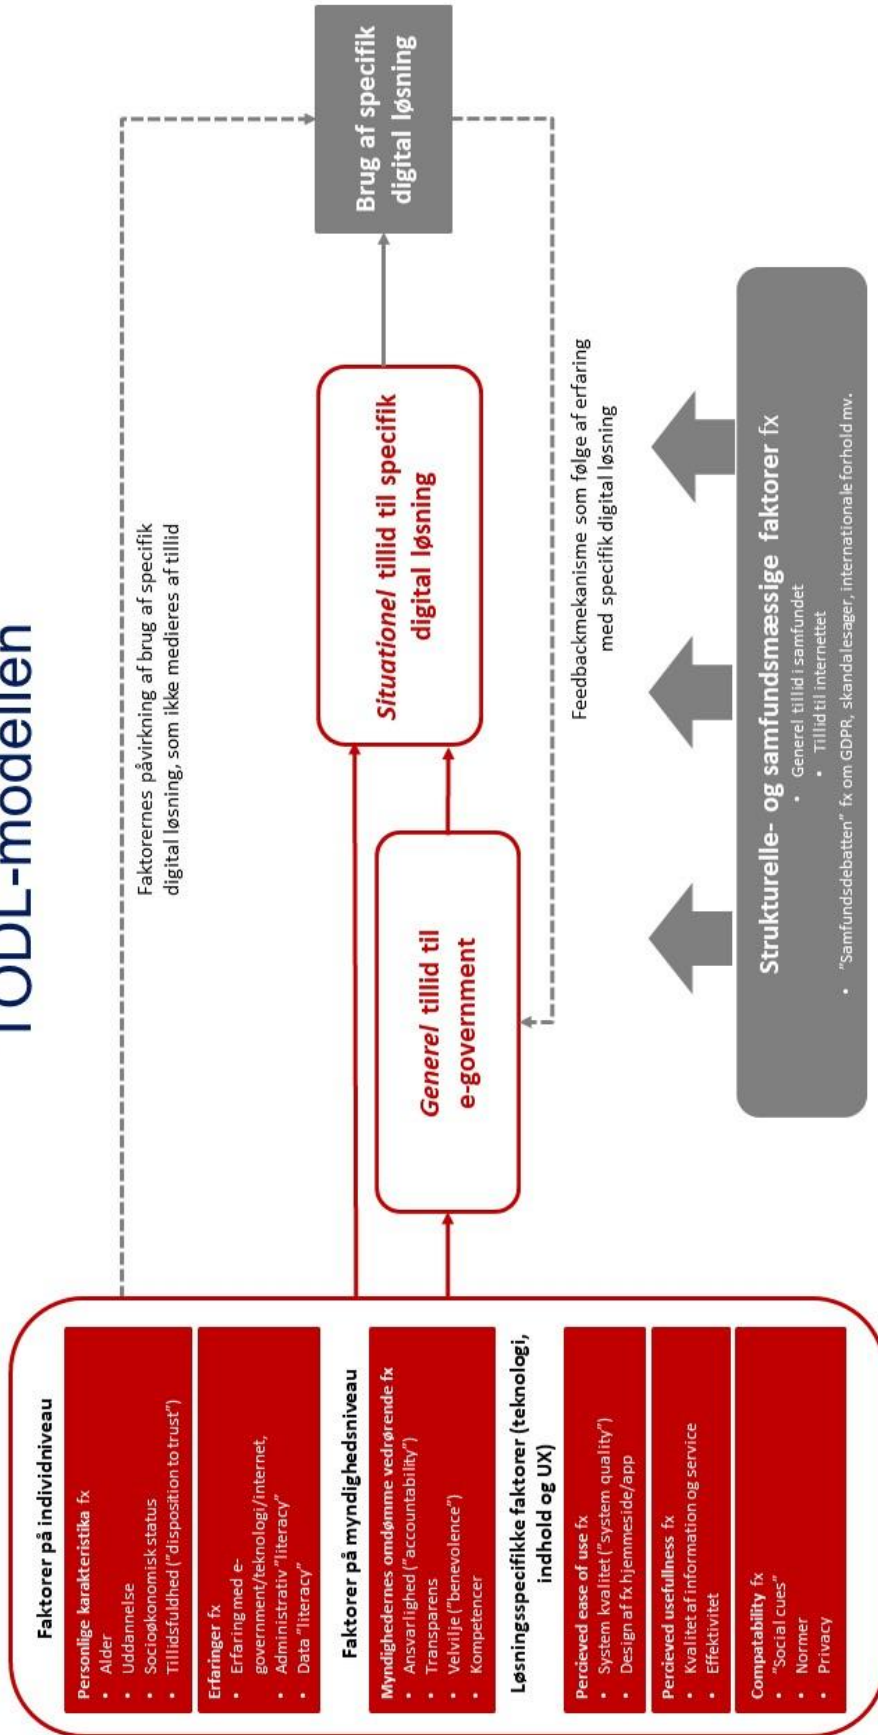 TODL-modellen
Faktorer på individniveau
Personlige karakteristika fx
• Alder
• Uddannelse
• Socioøkonomisk status
• Tillidsfuldhed ("disposition to trust")
Erfaringer fx
• Erfaring med e-
government/teknologi/internet,
• Administrativ "literacy"
• Data "literacy"
Faktorer på myndighedsniveau
Myndighedernes omdømme vedrørende fx
• Ansvarlighed ("accountability")
• Transparens
• Velvilje ("benevolence")
• Kompetencer
Løsningsspecifikke faktorer (teknologi,
indhold og UX)
Percieved ease of use fx
• System kvalitet ("system quality")
• Design af fx hjemmeside/app
Percieved usefullness fx
• Kvalitet af information og service
• Effektivitet
Compatability fx
• "Social cues"
• Normer
• Privacy
Faktorernes påvirkning af brug af specifik
digital løsning, som ikke medieres af tillid
Generel tillid til
e-government
Situationel tillid til specifik
digital løsning
Brug af specifik
digital løsning
Feedbackmekanisme som følge af erfaring
med specifik digital løsning
Strukturelle- og samfundsmæssige faktorer fx
• Generel tillid i samfundet
• Tillid til internettet
• "Samfundsdebatten" fx om GDPR, skandalesager, internationale forhold mv.